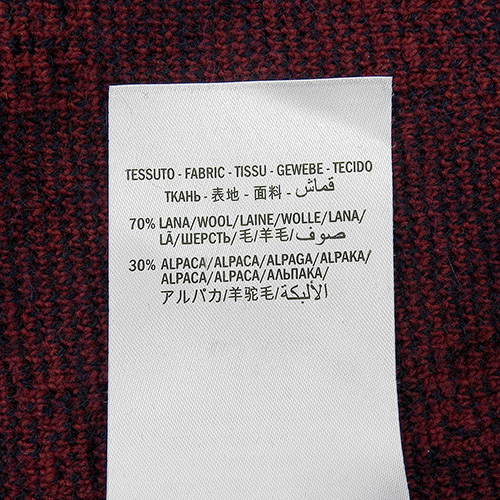 TESSUTO - FABRIC - TISSU - GEWEBE - TECIDO
ТКАНЬ - 表地 - 面料 - قماش
70% LANA/WOOL/LAINE/WOLLE/LANA/
LÃ/ШЕРСТЬ/毛/羊毛/صوف
30% ALPACA/ALPACA/ALPAGA/ALPAKA/
ALPACA/ALPACA/АЛЬПАКА/
アルパカ/羊驼毛/الألبكة